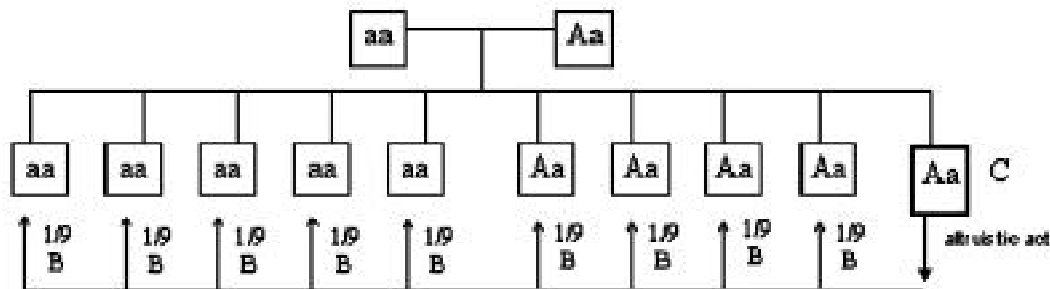 aa Aa
aa aa aa aa aa Aa Aa Aa Aa Aa C
1/9 1/9 1/9 1/9 1/9 1/9 1/9 1/9 1/9 altruistic act
B B B B B B B B B